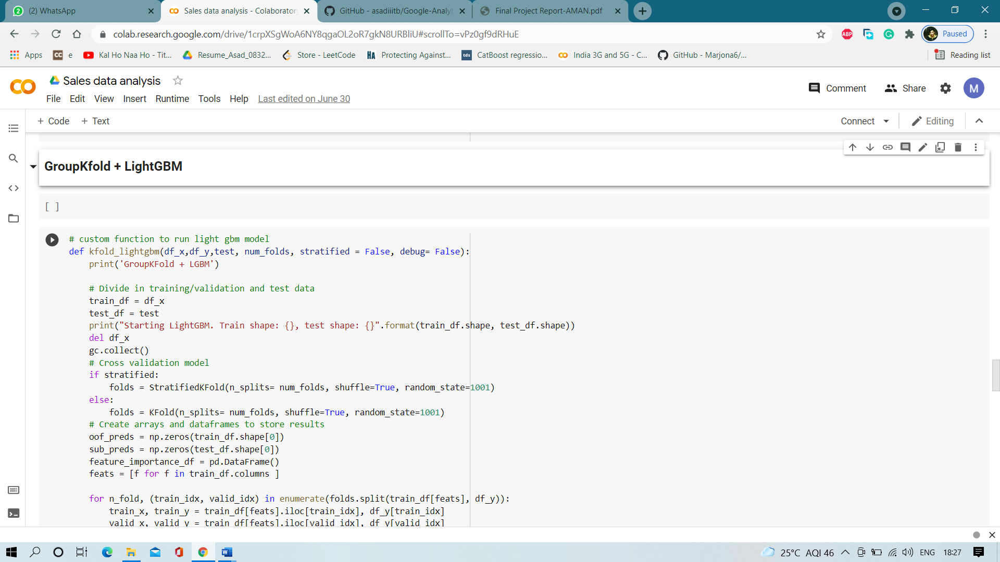 (2) WhatsApp
Sales data analysis - Colaboratory
GitHub - asadiiitb/Google-Analyt
Final Project Report-AMAN.pdf
colab.research.google.com/drive/1crpXSgWoA6NY8qgaOL2oR7gkN8URBliU#scrollTo=vPz0gf9dRHuE
ABP
Paused
Apps
CC e
Kal Ho Naa Ho - Tit...
Resume_Asad_0832...
Store - LeetCode
HA Protecting Against...
tds CatBoost regressio...
India 3G and 5G - C...
GitHub - Marjona6/...
Reading list
Sales data analysis
File Edit View Insert Runtime Tools Help Last edited on June 30
Comment
Share
M
+ Code + Text
Connect
Editing
GroupKfold + LightGBM
[ ]
# custom function to run light gbm model
def kfold_lightgbm(df_x,df_y,test, num_folds, stratified = False, debug= False):
print('GroupKFold + LGBM')
# Divide in training/validation and test data
train_df = df_x
test_df = test
print("Starting LightGBM. Train shape: {}, test shape: {}".format(train_df.shape, test_df.shape))
del df_x
gc.collect()
# Cross validation model
if stratified:
folds = StratifiedKFold(n_splits= num_folds, shuffle=True, random_state=1001)
else:
folds = KFold(n_splits= num_folds, shuffle=True, random_state=1001)
# Create arrays and dataframes to store results
oof_preds = np.zeros(train_df.shape[0])
sub_preds = np.zeros(test_df.shape[0])
feature_importance_df = pd.DataFrame()
feats = [f for f in train_df.columns ]
for n_fold, (train_idx, valid_idx) in enumerate(folds.split(train_df[feats], df_y)):
train_x, train_y = train_df[feats].iloc[train_idx], df_y[train_idx]
valid_x, valid_y = train_df[feats].iloc[valid_idx], df_y[valid_idx]
25°C AQI 46
ENG
18:27